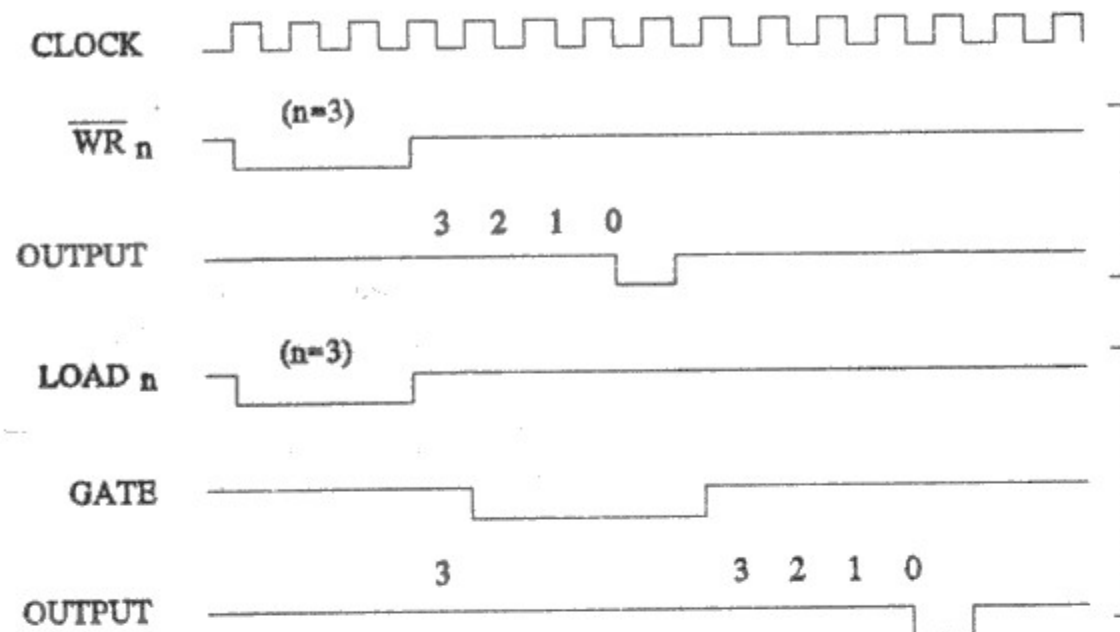 CLOCK
(n=3)
WR n
3 2 1 0
OUTPUT
(n=3)
LOAD n
GATE
3 3 2 1 0
OUTPUT